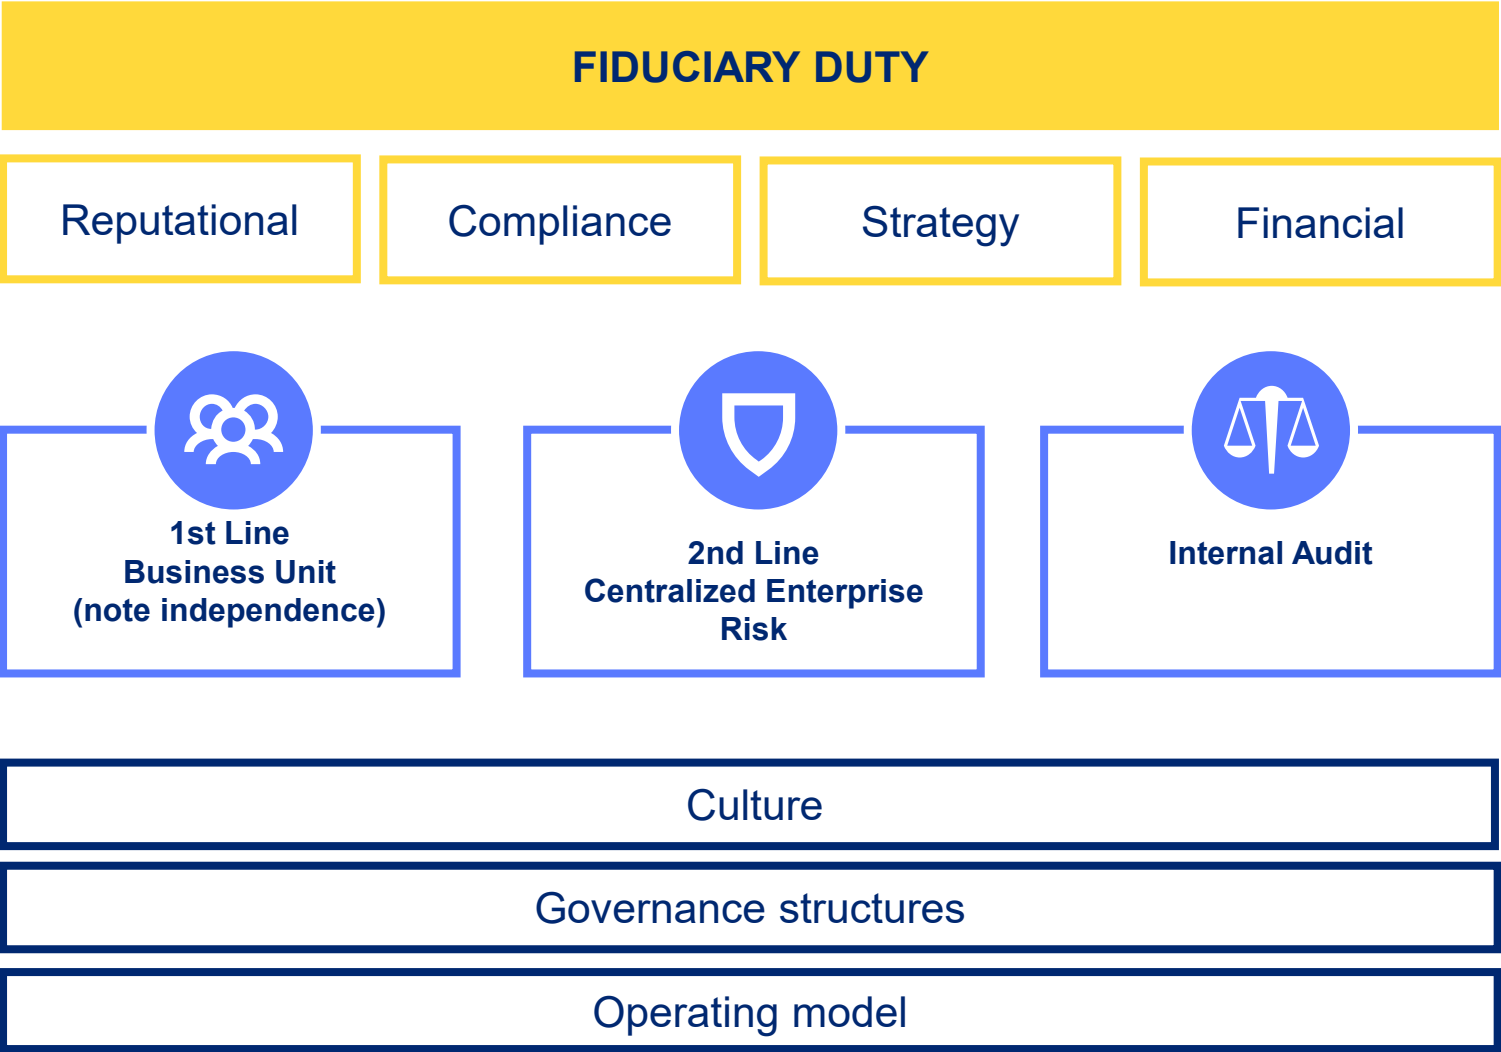 FIDUCIARY DUTY
Reputational
Compliance
Strategy
Financial
1st Line
Business Unit
(note independence)
2nd Line
Centralized Enterprise
Risk
Internal Audit
Culture
Governance structures
Operating model